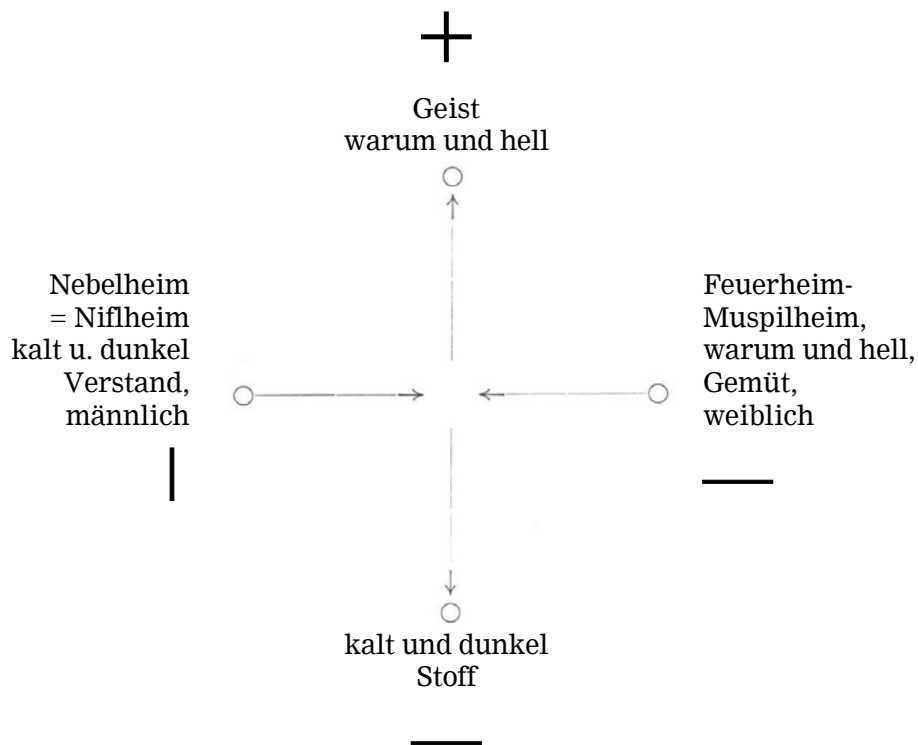 +
Geist
warum und hell
Nebelheim
= Niflheim
kalt u. dunkel
Verstand,
männlich
|
Feuerheim-
Muspilheim,
warum und hell,
Gemüt,
weiblich
—
kalt und dunkel
Stoff
—